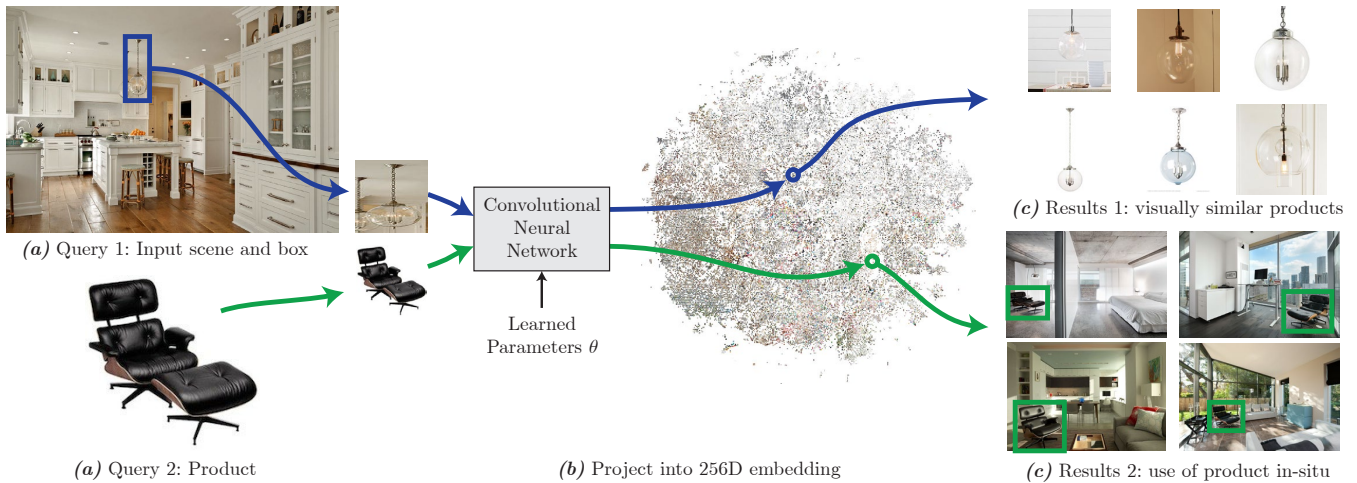 (a) Query 1: Input scene and box
(a) Query 2: Product
Convolutional
Neural
Network
Learned
Parameters θ
(b) Project into 256D embedding
(c) Results 1: visually similar products
(c) Results 2: use of product in-situ